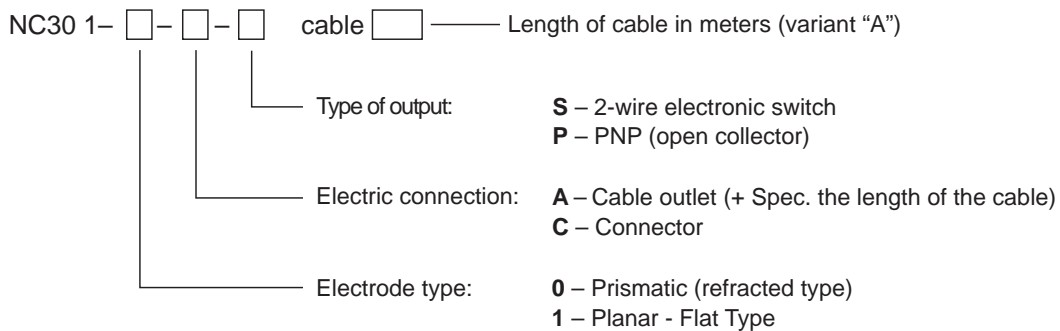 NC30 1– – – cable Length of cable in meters (variant “A”)
Type of output: S – 2-wire electronic switch
P – PNP (open collector)
Electric connection: A – Cable outlet (+ Spec. the length of the cable)
C – Connector
Electrode type: 0 – Prismatic (refracted type)
1 – Planar - Flat Type